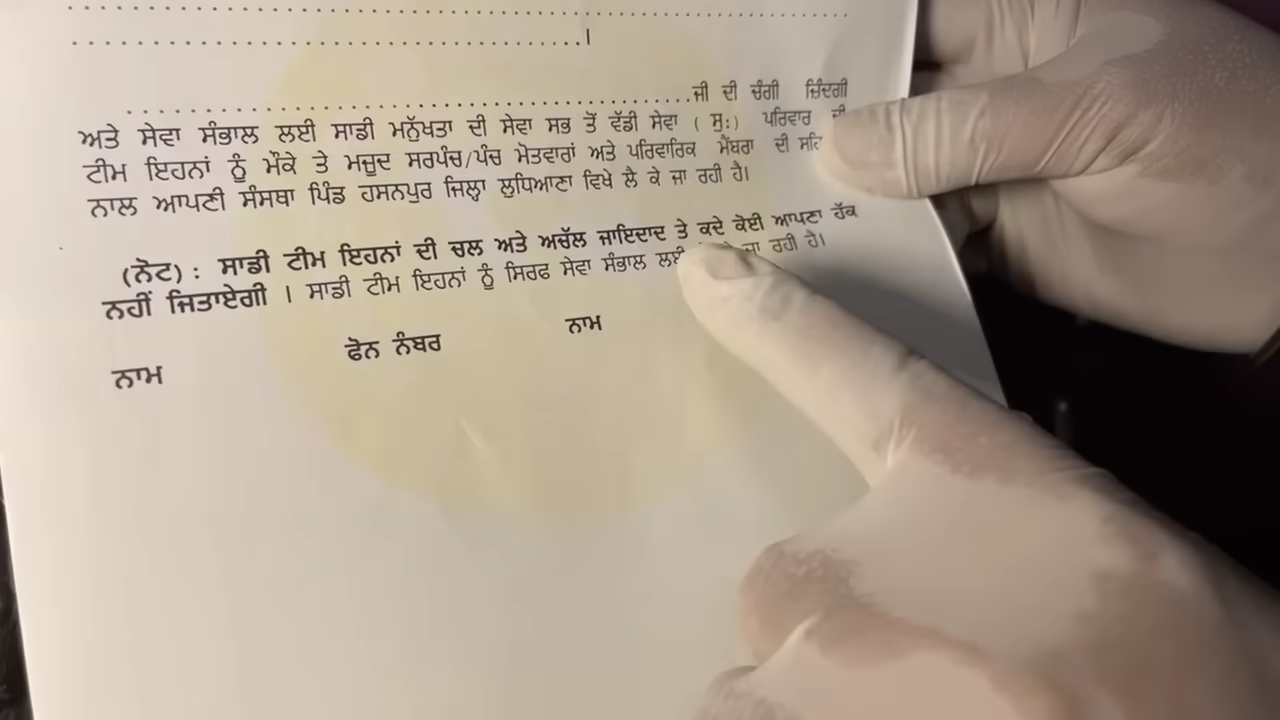 ..........................................................................।
..........................................................ਜੀ ਦੀ ਚੰਗੀ ਜ਼ਿੰਦਗੀ
ਅਤੇ ਸੇਵਾ ਸੰਭਾਲ ਲਈ ਸਾਡੀ ਮਨੁੱਖਤਾ ਦੀ ਸੇਵਾ ਸਭ ਤੋਂ ਵੱਡੀ ਸੇਵਾ ( ਸੁ:) ਪਰਿਵਾਰ ਦੀ
ਟੀਮ ਇਹਨਾਂ ਨੂੰ ਮੌਕੇ ਤੇ ਮਜੂਦ ਸਰਪੰਚ/ਪੰਚ ਮੋਤਵਾਰਾਂ ਅਤੇ ਪਰਿਵਾਰਿਕ ਮੈਂਬਰਾ ਦੀ
ਨਾਲ ਆਪਣੀ ਸੰਸਥਾ ਪਿੰਡ ਹਸਨਪੁਰ ਜਿਲ੍ਹਾ ਲੁਧਿਆਣਾ ਵਿਖੇ ਲੈ ਕੇ ਜਾ ਰਹੀ ਹੈ।
(ਨੋਟ) : ਸਾਡੀ ਟੀਮ ਇਹਨਾਂ ਦੀ ਚਲ ਅਤੇ ਅਚੱਲ ਜਾਇਦਾਦ ਤੇ ਕਦੇ ਕੋਈ ਆਪਣਾ ਹੱਕ
ਨਹੀਂ ਜਿਤਾਏਗੀ । ਸਾਡੀ ਟੀਮ ਇਹਨਾਂ ਨੂੰ ਸਿਰਫ ਸੇਵਾ ਸੰਭਾਲ ਲਈ ਜਾ ਰਹੀ ਹੈ।
ਨਾਮ ਫੋਨ ਨੰਬਰ ਨਾਮ